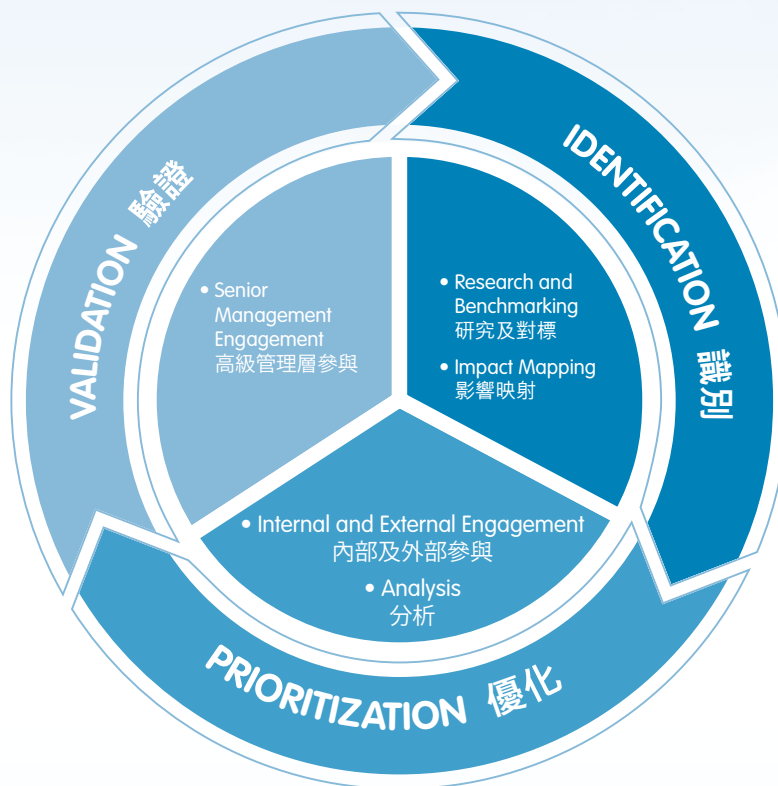 IDENTIFICATION 識別
• Research and
Benchmarking
研究及對標
• Impact Mapping
影響映射
PRIORITIZATION 優化
• Internal and External Engagement
內部及外部參與
• Analysis
分析
VALIDATION 驗證
• Senior
Management
Engagement
高級管理層參與